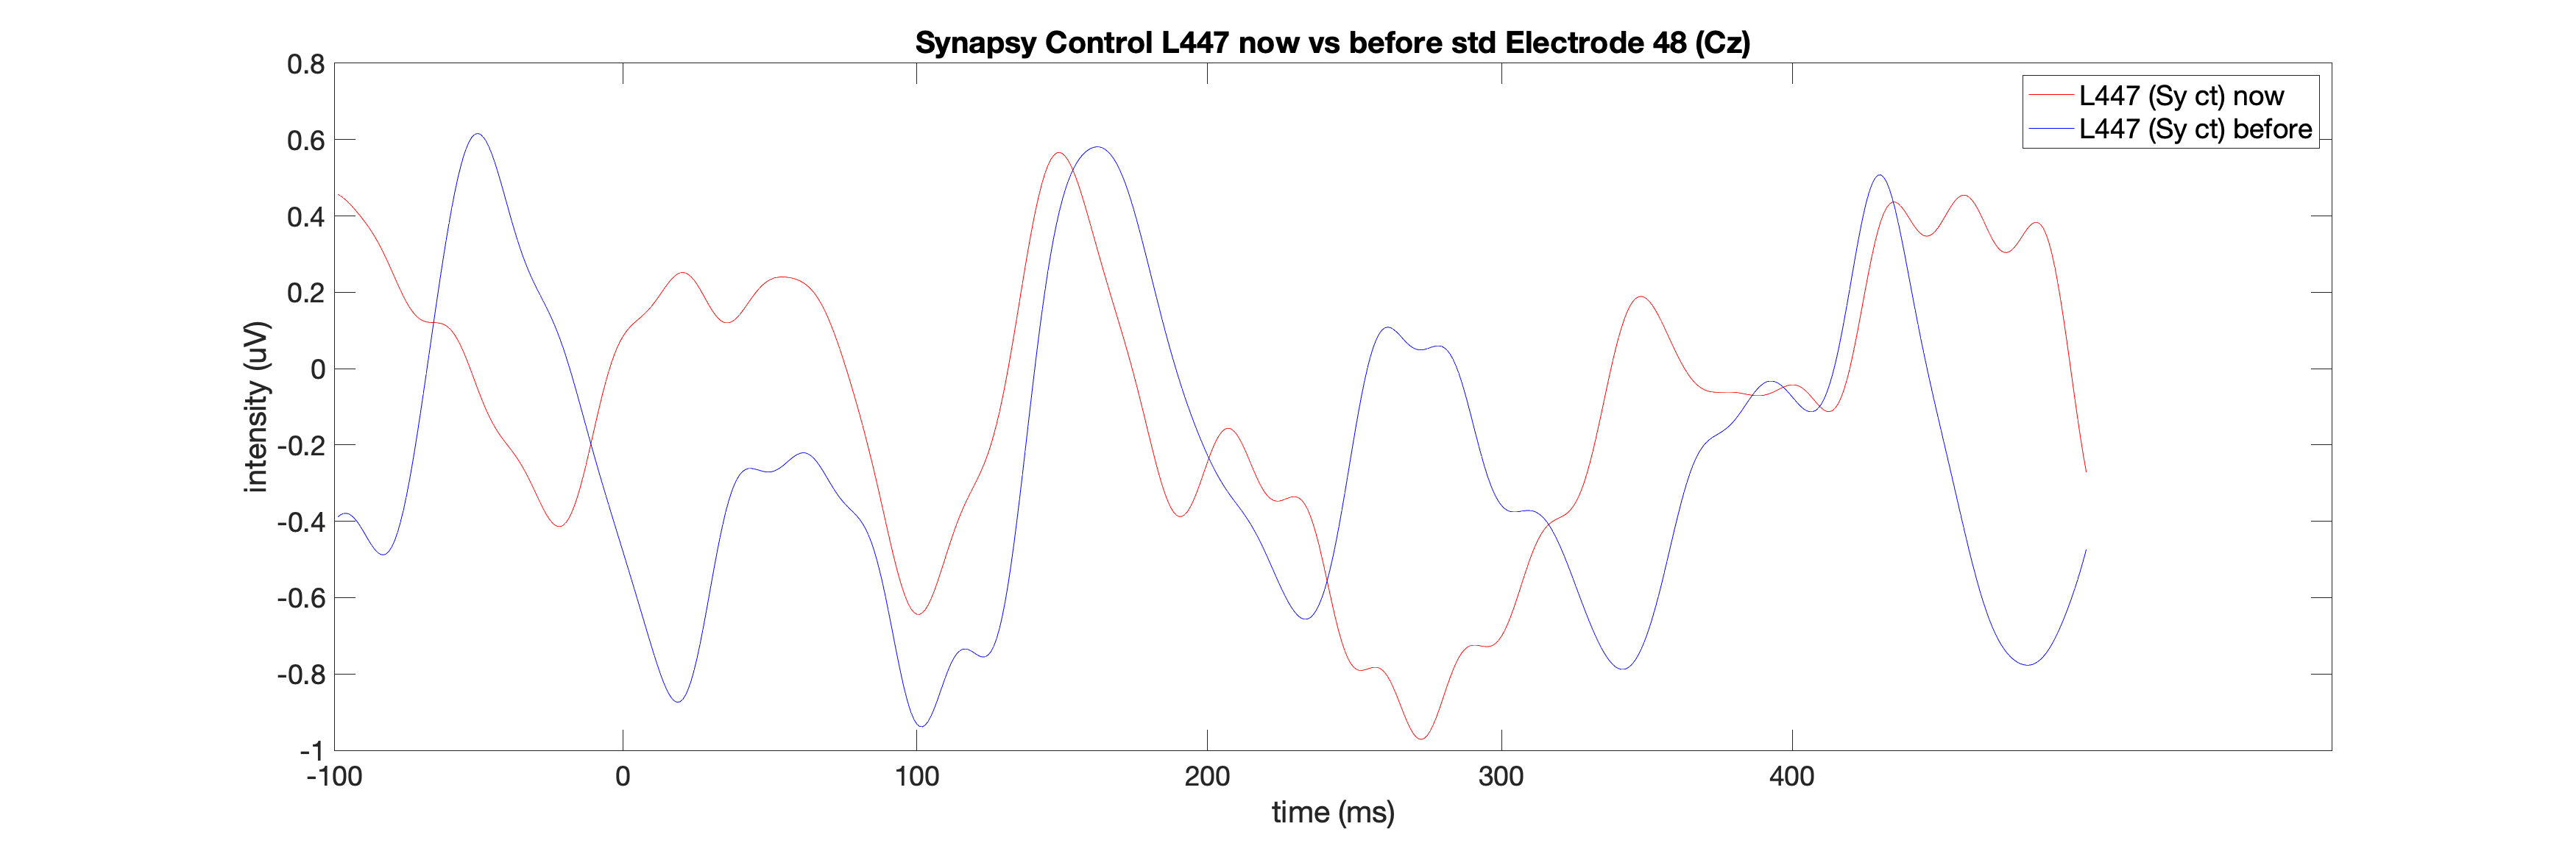 Synapsy Control L447 now vs before std Electrode 48 (Cz)
L447 (Sy ct) now
L447 (Sy ct) before
intensity (uV)
0.8
0.6
0.4
0.2
0
-0.2
-0.4
-0.6
-0.8
-1
-100 0 100 200 300 400
time (ms)